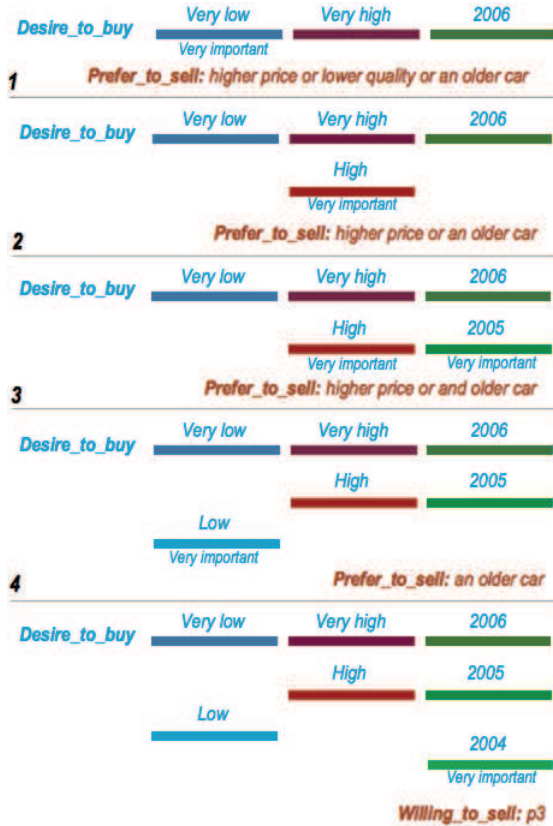 Very low Very high 2006
Desire_to_buy
Very important
1 Prefer_to_sell: higher price or lower quality or an older car
Very low Very high 2006
Desire_to_buy
High
Very important
2 Prefer_to_sell: higher price or an older car
Very low Very high 2006
Desire_to_buy
High 2005
Very important Very important
3 Prefer_to_sell: higher price or and older car
Very low Very high 2006
Desire_to_buy
High 2005
Low
Very important
4 Prefer_to_sell: an older car
Very low Very high 2006
Desire_to_buy
High 2005
Low
2004
Very important
Willing_to_sell: p3